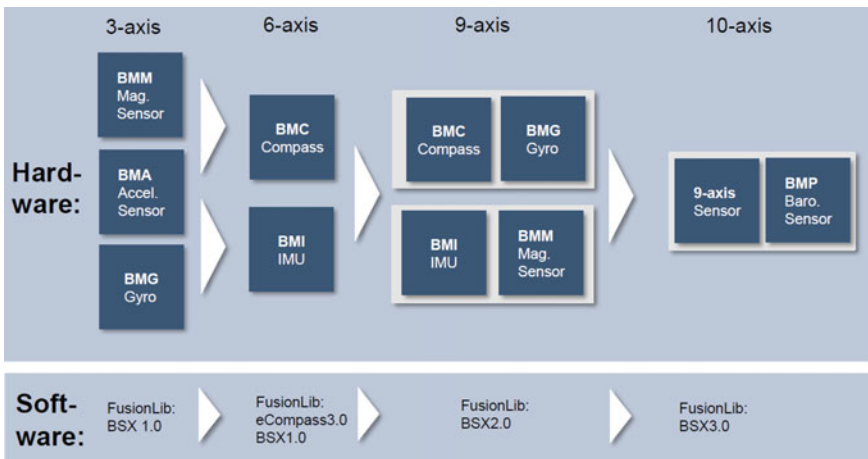 3-axis
6-axis
9-axis
10-axis
Hard-
ware:
BMM
Mag.
Sensor
BMA
Accel.
Sensor
BMG
Gyro
BMC
Compass
BMI
IMU
BMC
Compass
BMG
Gyro
BMI
IMU
BMM
Mag.
Sensor
9-axis
Sensor
BMP
Baro.
Sensor
Soft-
ware:
FusionLib:
BSX 1.0
FusionLib:
eCompass3.0
BSX1.0
FusionLib:
BSX2.0
FusionLib:
BSX3.0